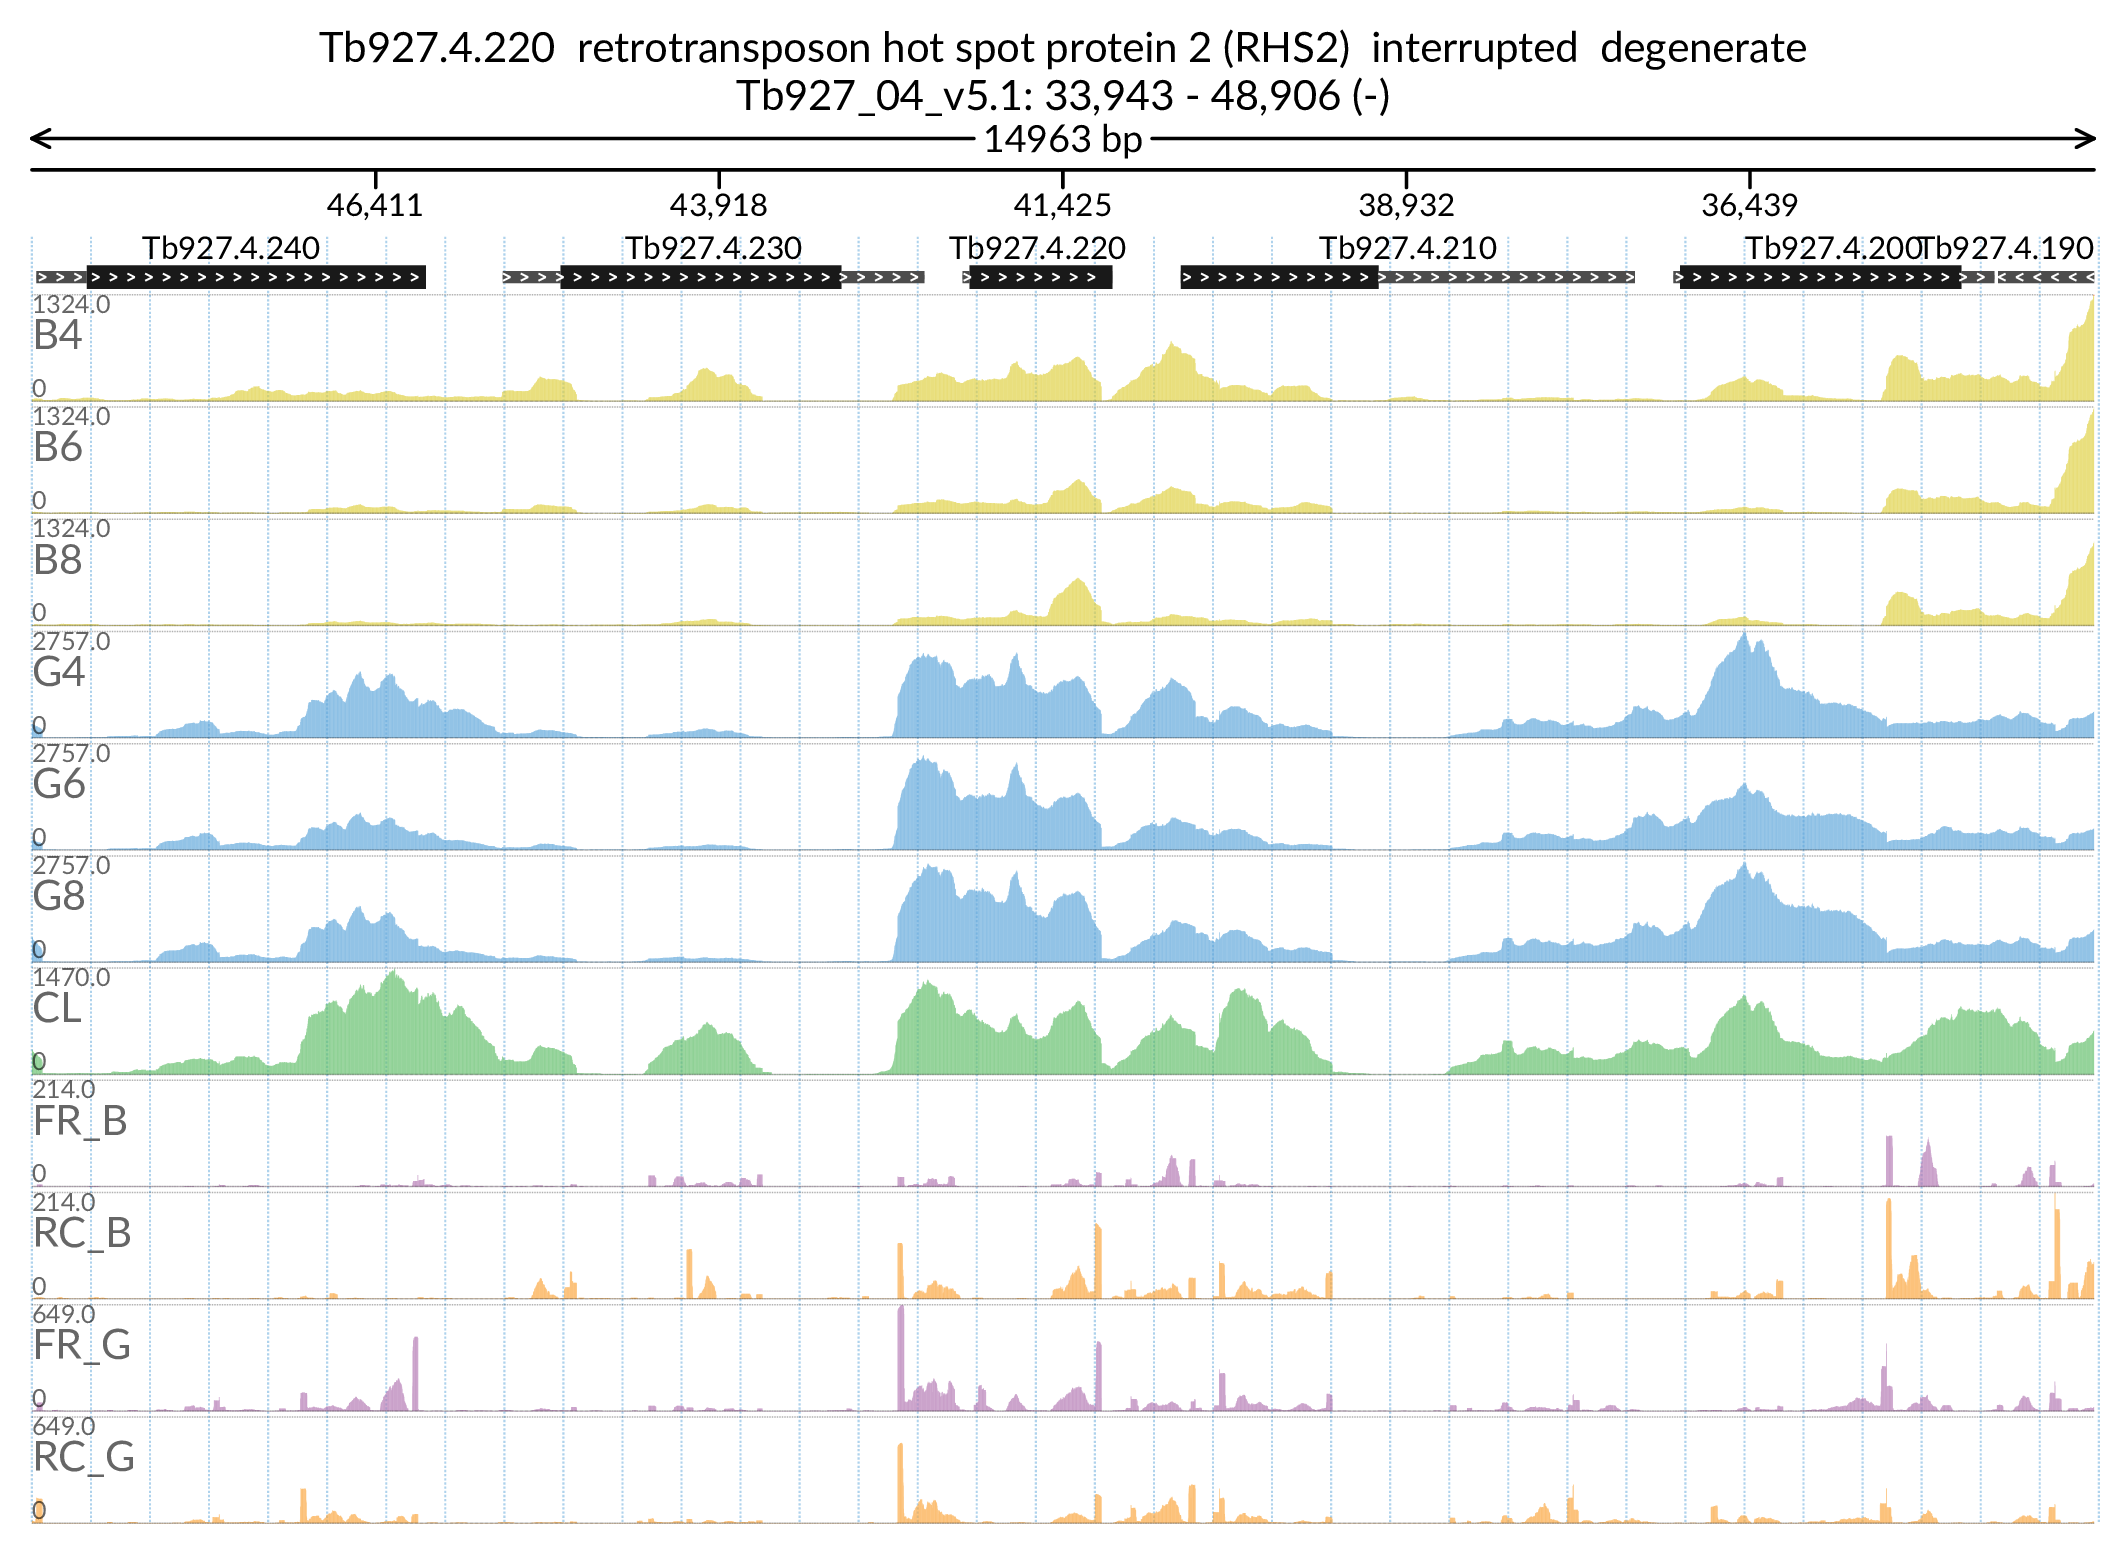 Tb927.4.220 retrotransposon hot spot protein 2 (RHS2) interrupted degenerate
Tb927_04_v5.1: 33,943 - 48,906 (-)
14963 bp
46,411 43,918 41,425 38,932 36,439
Tb927.4.240 Tb927.4.230 Tb927.4.220 Tb927.4.210 Tb927.4.200 Tb927.4.190
1324.0
B4
0
1324.0
B6
0
1324.0
B8
0
2757.0
G4
0
2757.0
G6
0
2757.0
G8
0
1470.0
CL
0
214.0
FR_B
0
214.0
RC_B
0
649.0
FR_G
0
649.0
RC_G
0